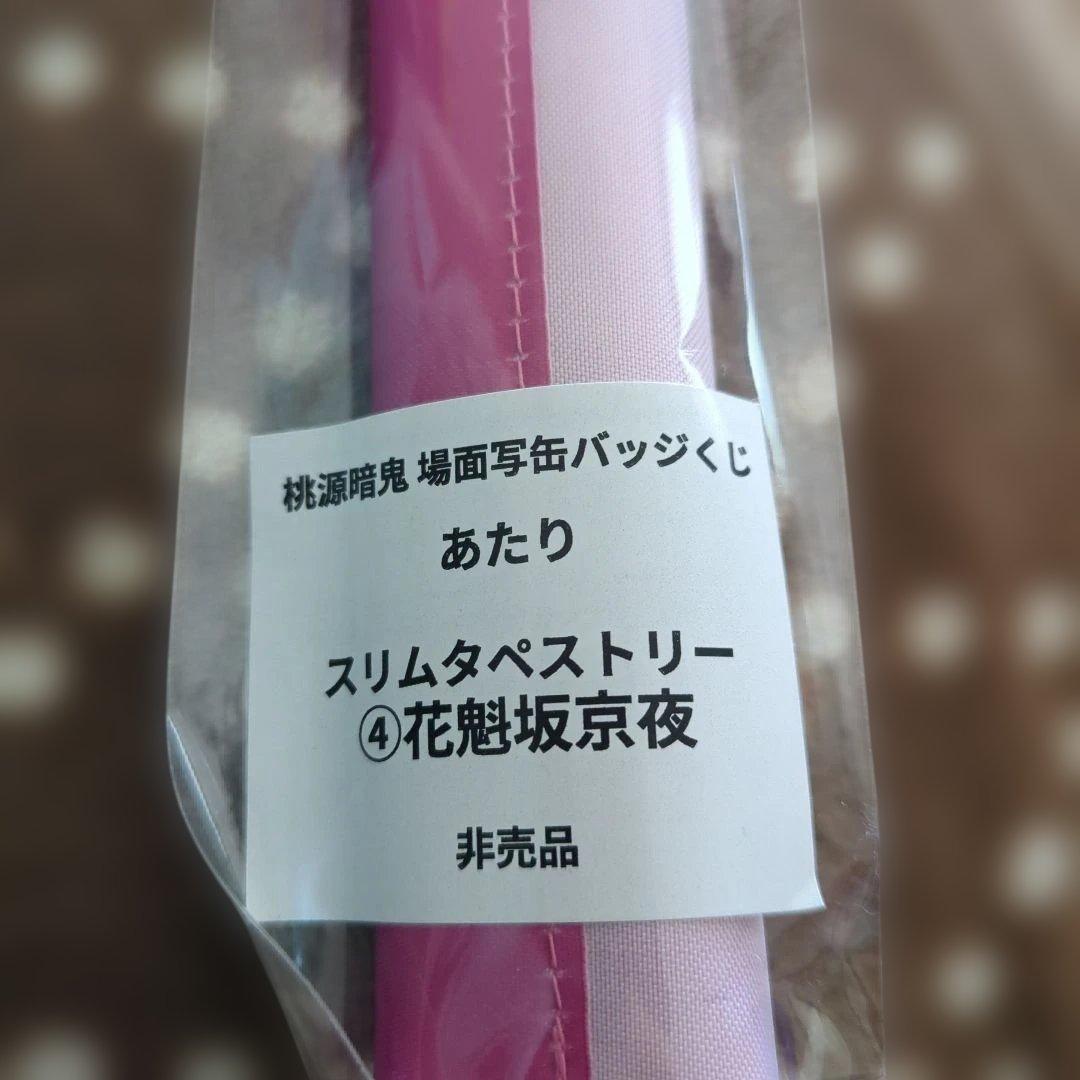 桃源暗鬼 場面写缶バッジくじ
あたり
スリムタペストリー
④花魁坂京夜
非売品